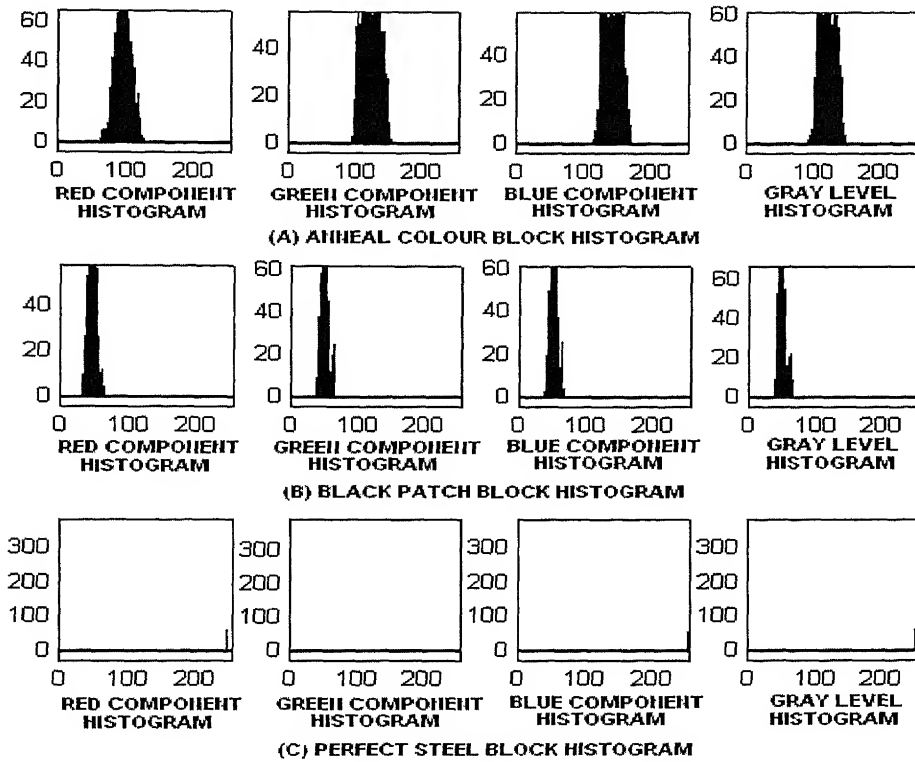 60
40
20
0
0 100 200
RED COMPONENT
HISTOGRAM
40
20
0
0 100 200
GREEN COMPONENT
HISTOGRAM
40
20
0
0 100 200
BLUE COMPONENT
HISTOGRAM
60
40
20
0
0 100 200
GRAY LEVEL
HISTOGRAM
(A) ANNEAL COLOUR BLOCK HISTOGRAM
40
20
0
0 100 200
RED COMPONENT
HISTOGRAM
60
40
20
0
0 100 200
GREEN COMPONENT
HISTOGRAM
60
40
20
0
0 100 200
BLUE COMPONENT
HISTOGRAM
60
40
20
0
0 100 200
GRAY LEVEL
HISTOGRAM
(B) BLACK PATCH BLOCK HISTOGRAM
300
200
100
0
0 100 200
RED COMPONENT
HISTOGRAM
300
200
100
0
0 100 200
GREEN COMPONENT
HISTOGRAM
300
200
100
0
0 100 200
BLUE COMPONENT
HISTOGRAM
300
200
100
0
0 100 200
GRAY LEVEL
HISTOGRAM
(C) PERFECT STEEL BLOCK HISTOGRAM